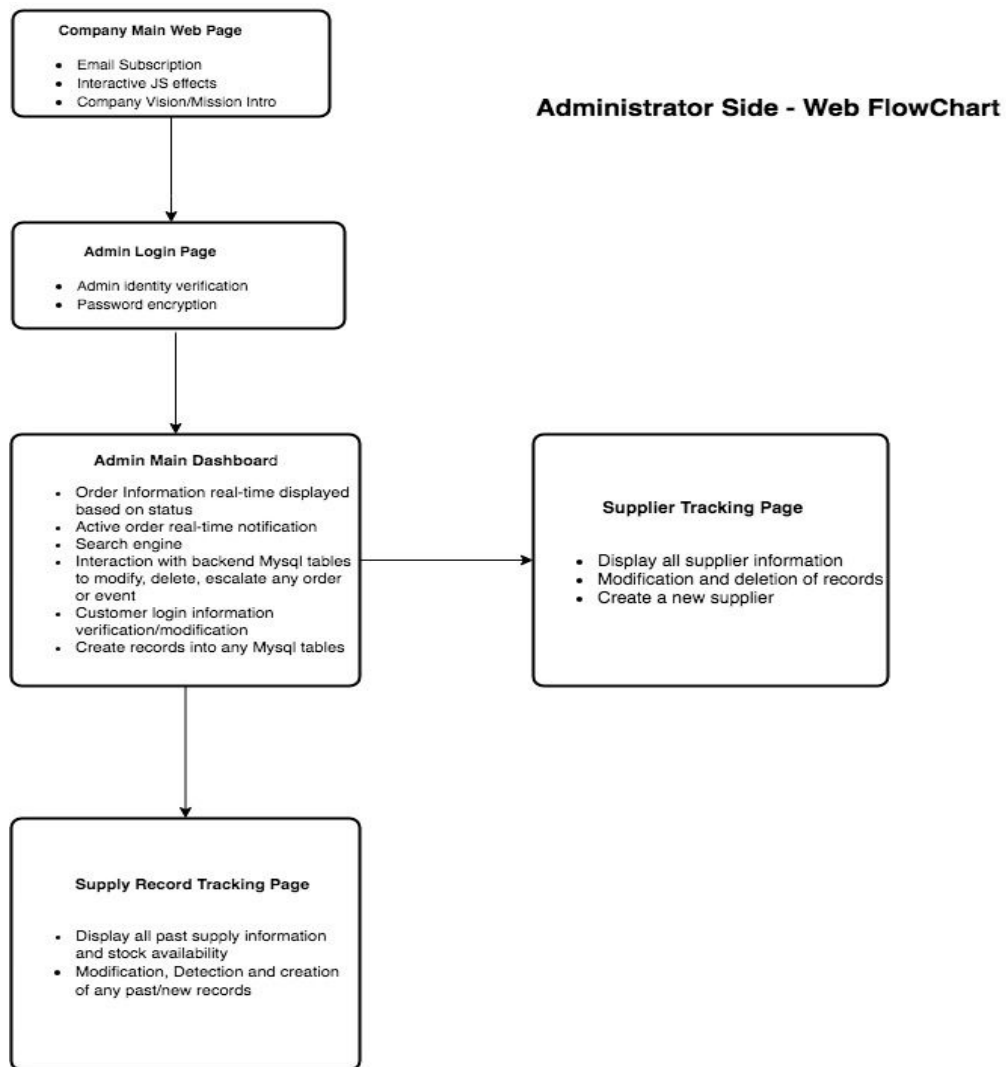 Company Main Web Page
• Email Subscription
• Interactive JS effects
• Company Vision/Mission Intro
Administrator Side - Web FlowChart
Admin Login Page
• Admin identity verification
• Password encryption
Admin Main Dashboard
• Order Information real-time displayed
based on status
• Active order real-time notification
• Search engine
• Interaction with backend Mysql tables
to modify, delete, escalate any order
or event
• Customer login information
verification/modification
• Create records into any Mysql tables
Supplier Tracking Page
• Display all supplier information
• Modification and deletion of records
• Create a new supplier
Supply Record Tracking Page
• Display all past supply information
and stock availability
• Modification, Detection and creation
of any past/new records